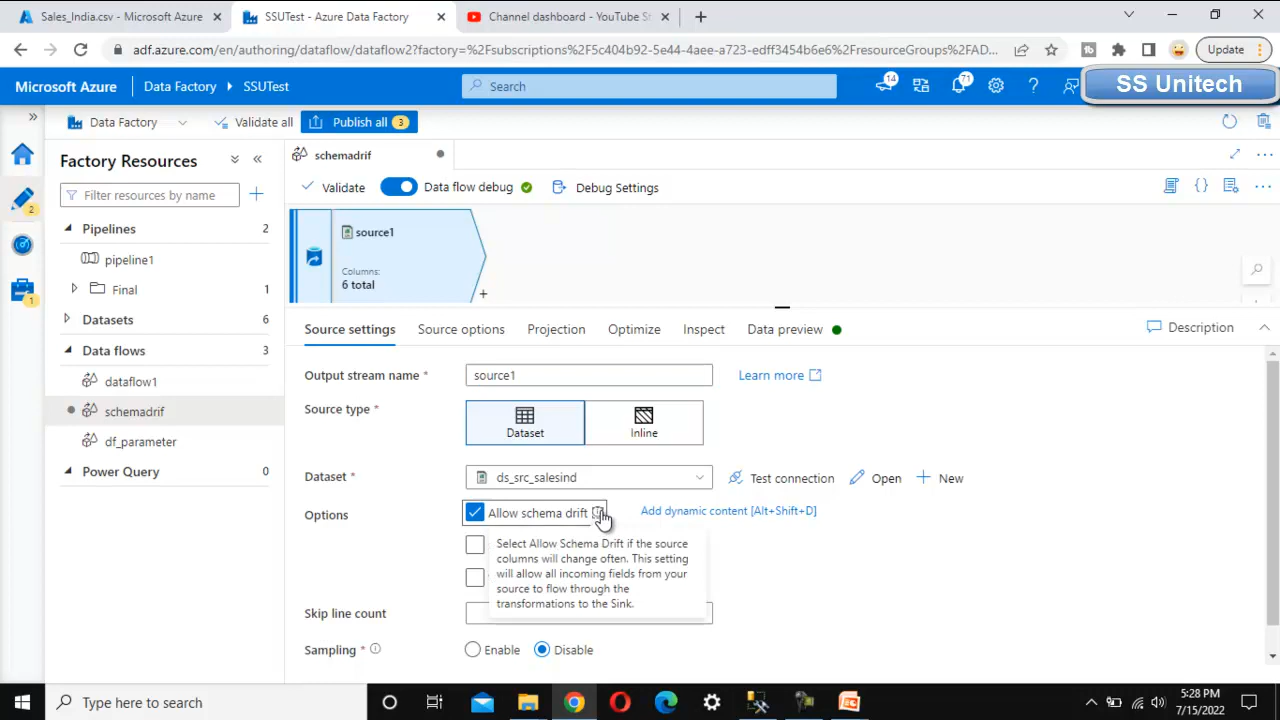 Sales_India.csv - Microsoft Azure
SSUTest - Azure Data Factory
Channel dashboard - YouTube St
adf.azure.com/en/authoring/dataflow/dataflow2?factory=%2Fsubscriptions%2F5c404b92-5e44-4aee-a723-edff3454b6e6%2FresourceGroups%2FAD...
Update
Microsoft Azure
Data Factory
SSUTest
Search
14
71
SS Unitech
Data Factory
Validate all
Publish all 3
Factory Resources
Filter resources by name
Pipelines 2
pipeline1
Final 1
Datasets 6
Data flows 3
dataflow1
schemadrif
df_parameter
Power Query 0
2
1
schemadrif
Validate
Data flow debug
Debug Settings
source1
Columns:
6 total
Source settings
Source options
Projection
Optimize
Inspect
Data preview
Description
Output stream name *
source1
Learn more
Source type *
Dataset
Inline
Dataset *
ds_src_salesind
Test connection
Open
New
Options
Allow schema drift
Add dynamic content [Alt+Shift+D]
Select Allow Schema Drift if the source
columns will change often. This setting
will allow all incoming fields from your
source to flow through the
transformations to the Sink.
Skip line count
Sampling *
Enable
Disable
Type here to search
5:28 PM
7/15/2022